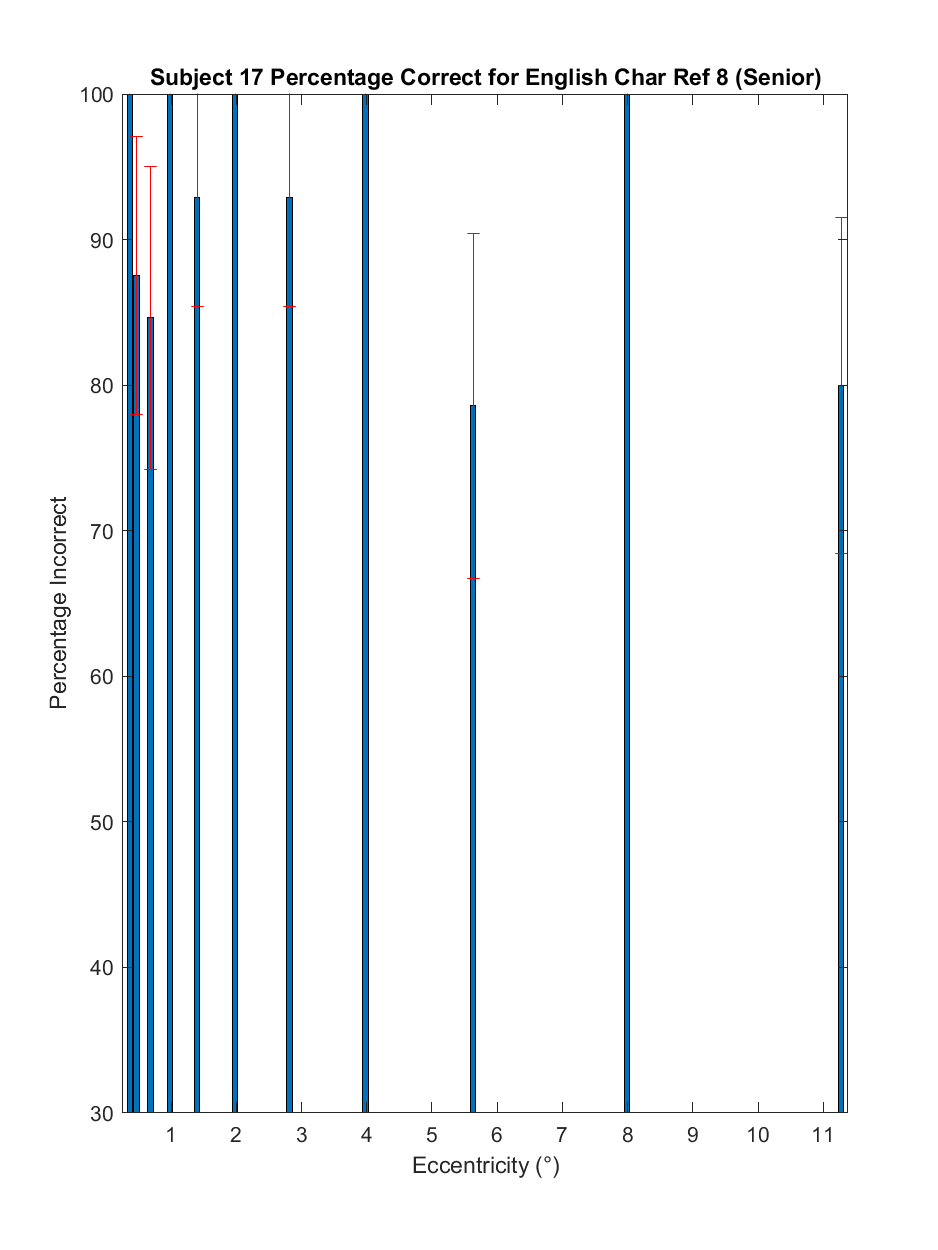 Subject 17 Percentage Correct for English Char Ref 8 (Senior)
100
90
80
70
60
50
40
30
Percentage Incorrect
1 2 3 4 5 6 7 8 9 10 11
Eccentricity (°)